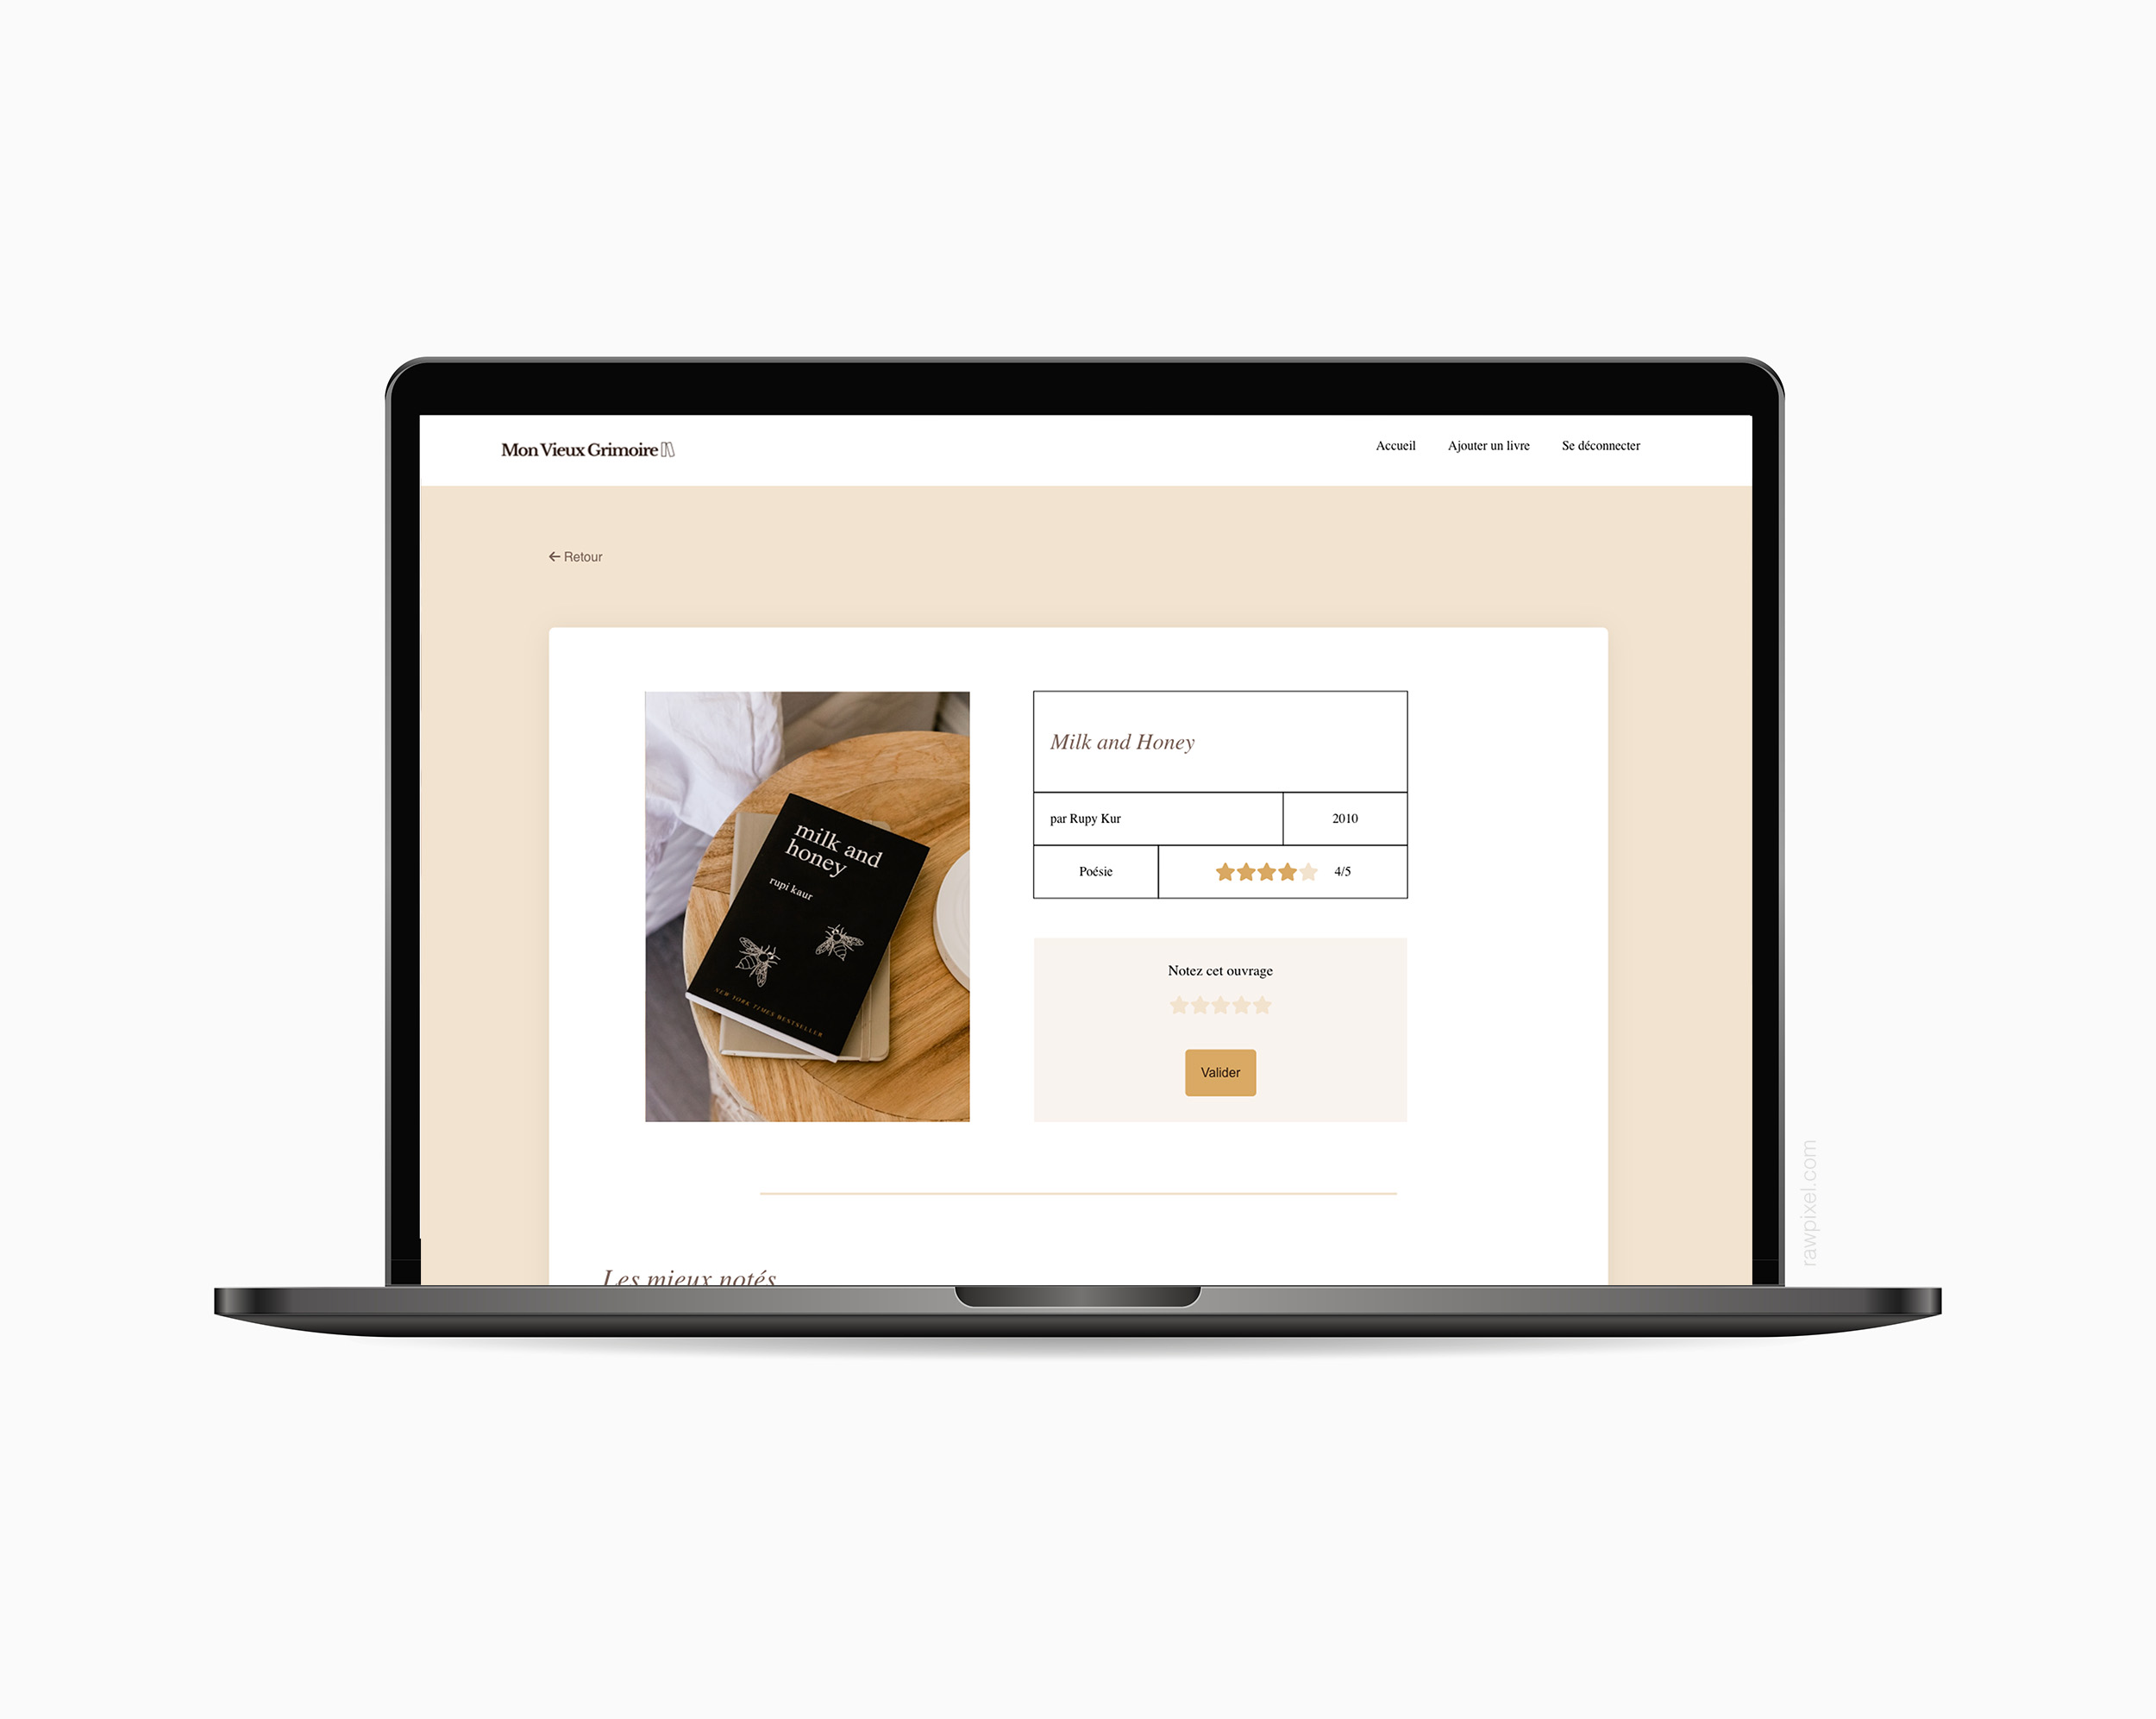 Mon Vieux Grimoire
Accueil Ajouter un livre Se déconnecter
← Retour
milk and
honey
rupi kaur
NEW YORK TIMES BESTSELLER
Milk and Honey
par Rupy Kur 2010
Poésie 4/5
Notez cet ouvrage
Valider
Les mieux notés
rawpixel.com